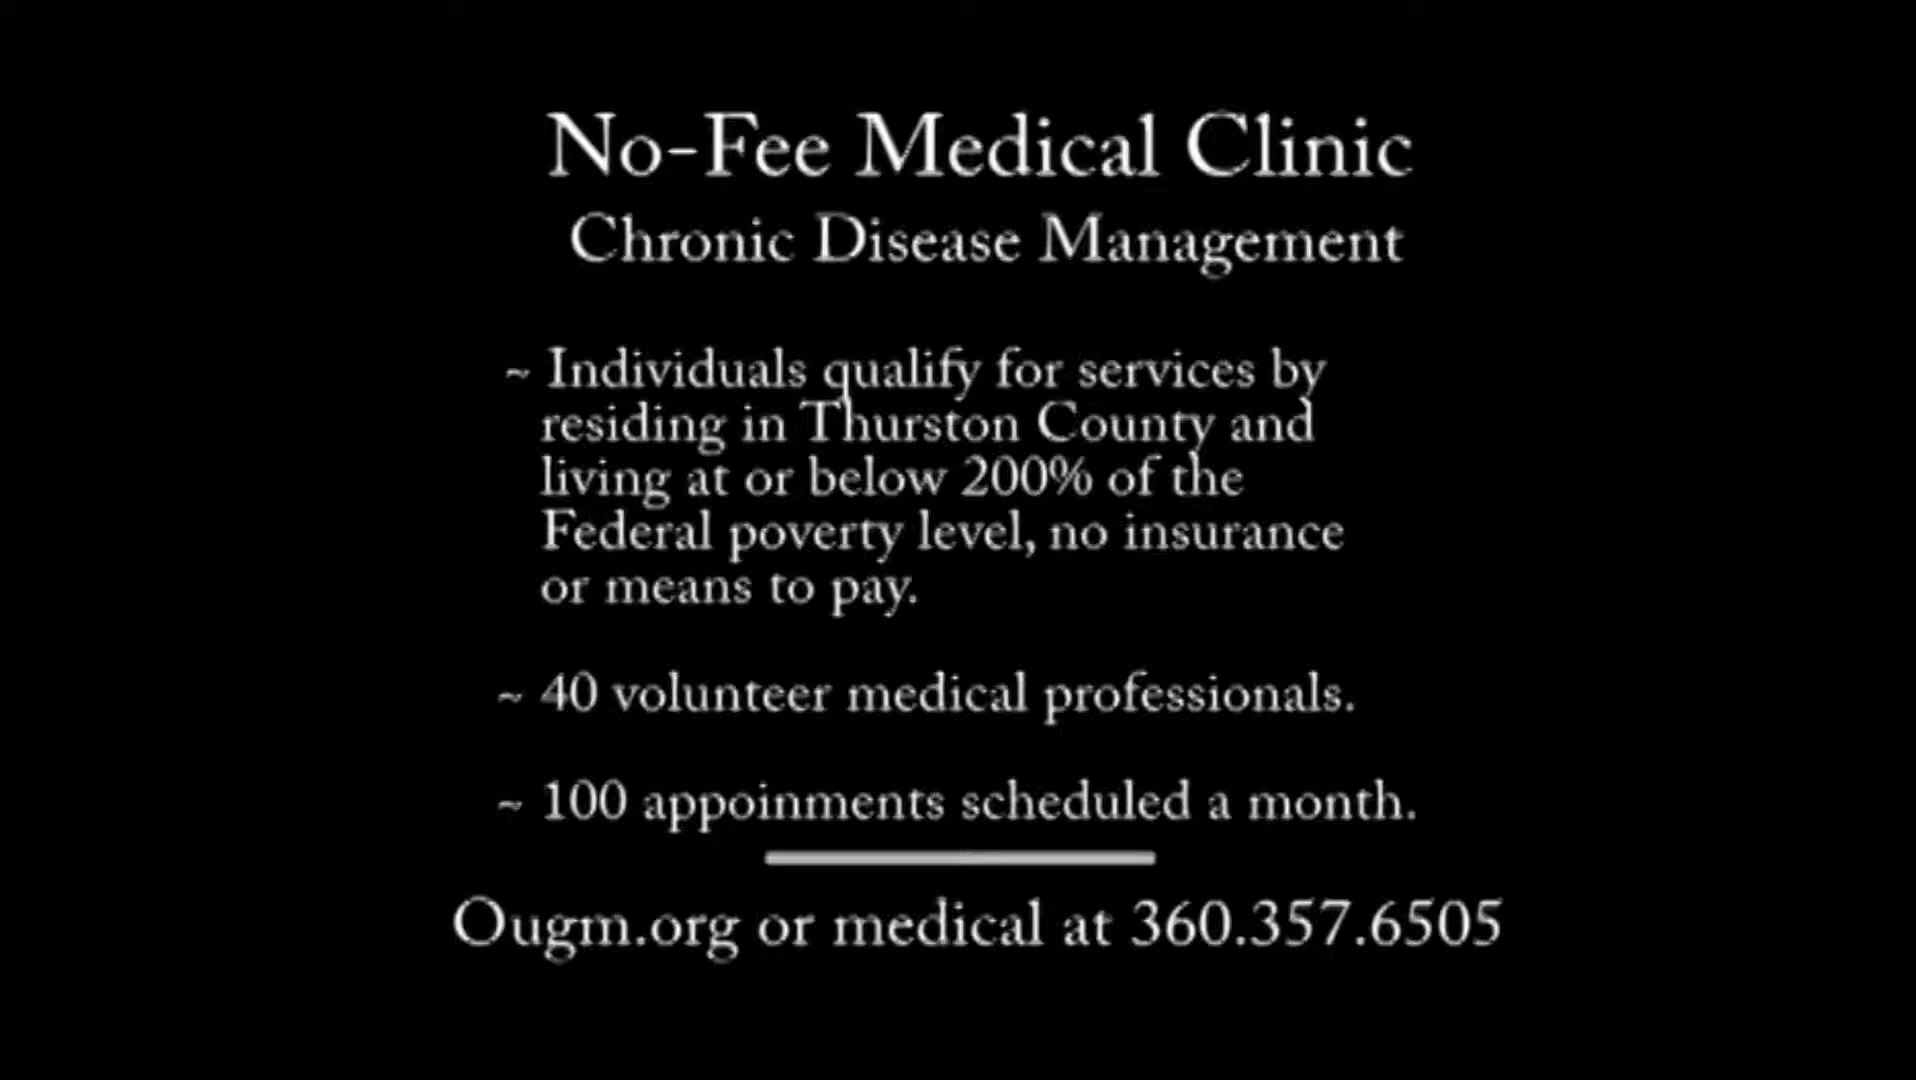 No-Fee Medical Clinic
Chronic Disease Management
~ Individuals qualify for services by
residing in Thurston County and
living at or below 200% of the
Federal poverty level, no insurance
or means to pay.
~ 40 volunteer medical professionals.
~ 100 appoinments scheduled a month.
Ougm.org or medical at 360.357.6505